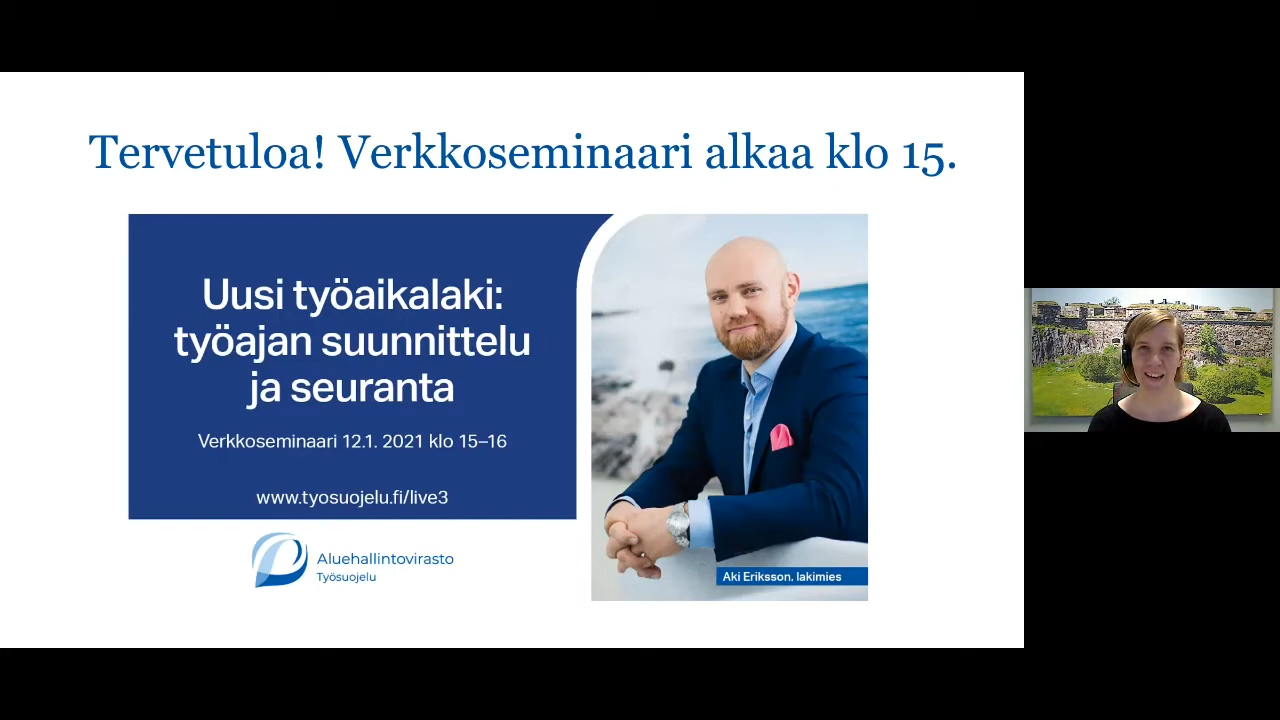 Tervetuloa! Verkkoseminaari alkaa klo 15.
Uusi työaikalaki:
työajan suunnittelu
ja seuranta
Verkkoseminaari 12.1. 2021 klo 15–16
www.tyosuojelu.fi/live3
Aluehallintovirasto
Työsuojelu
Aki Eriksson, lakimies